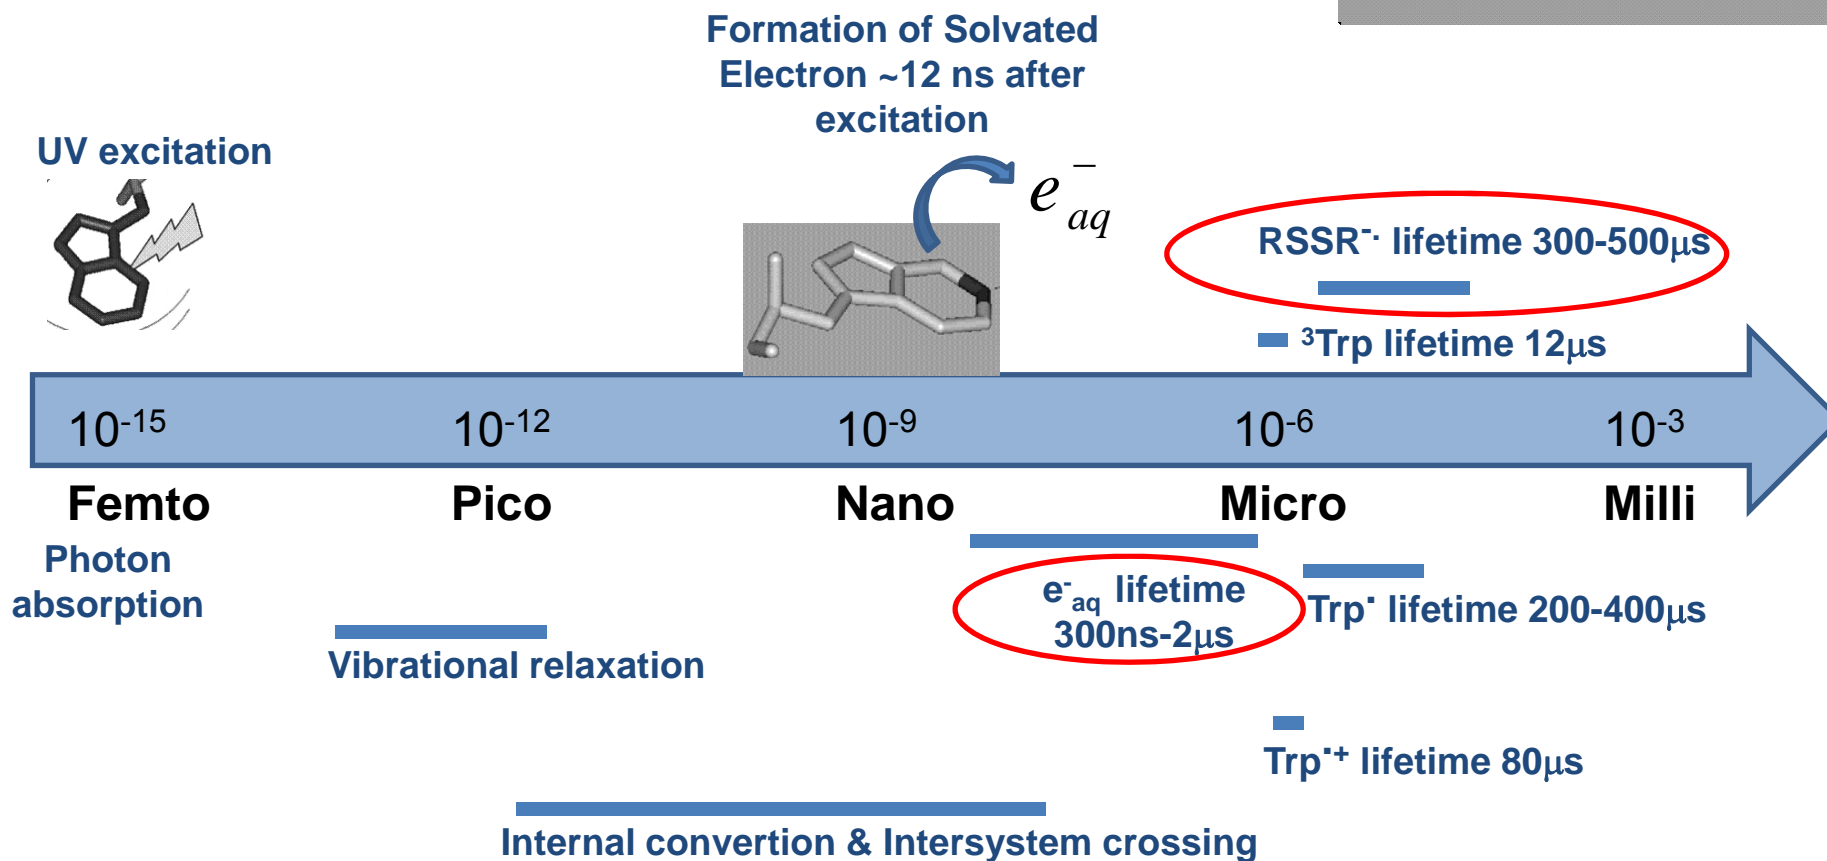 Formation of Solvated
Electron ~12 ns after
excitation
UV excitation
e⁻aq
RSSR⁻· lifetime 300-500μs
³Trp lifetime 12μs
10⁻¹⁵ 10⁻¹² 10⁻⁹ 10⁻⁶ 10⁻³
Femto Pico Nano Micro Milli
Photon
absorption
e⁻aq lifetime
300ns-2μs
Trp˙ lifetime 200-400μs
Vibrational relaxation
Trp˙⁺ lifetime 80μs
Internal convertion & Intersystem crossing